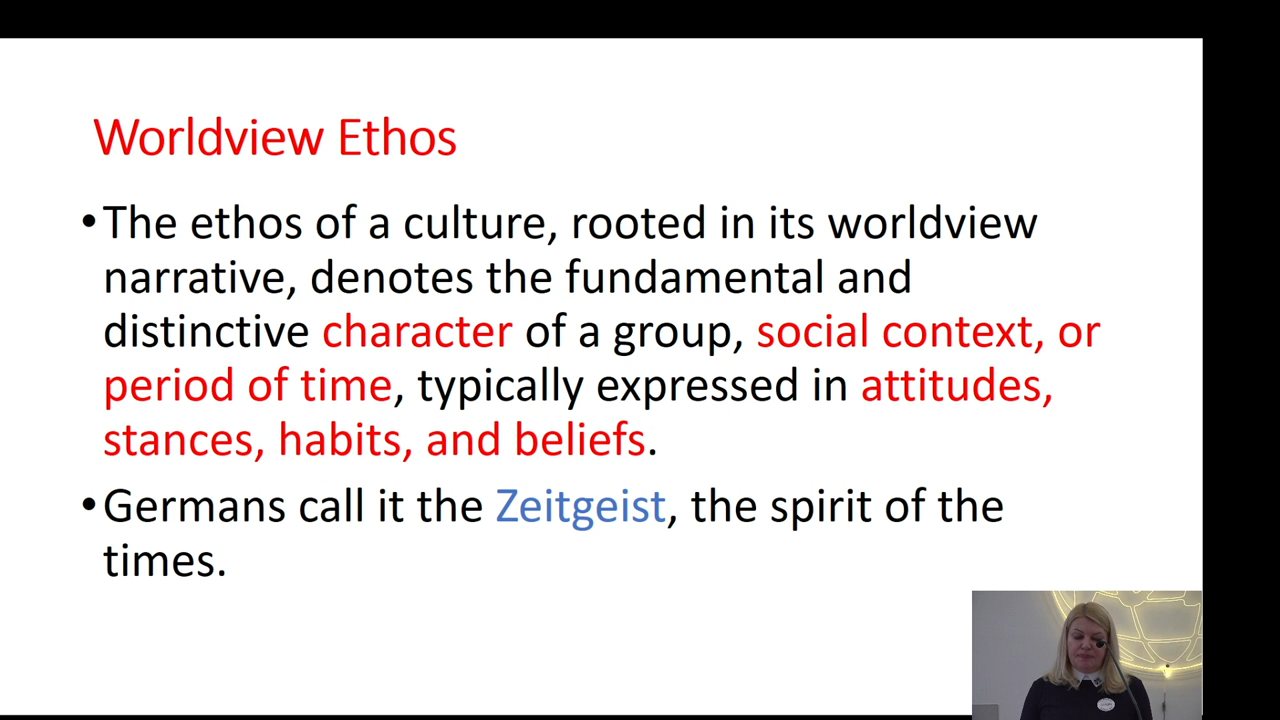 Worldview Ethos
•The ethos of a culture, rooted in its worldview
narrative, denotes the fundamental and
distinctive character of a group, social context, or
period of time, typically expressed in attitudes,
stances, habits, and beliefs.
•Germans call it the Zeitgeist, the spirit of the
times.